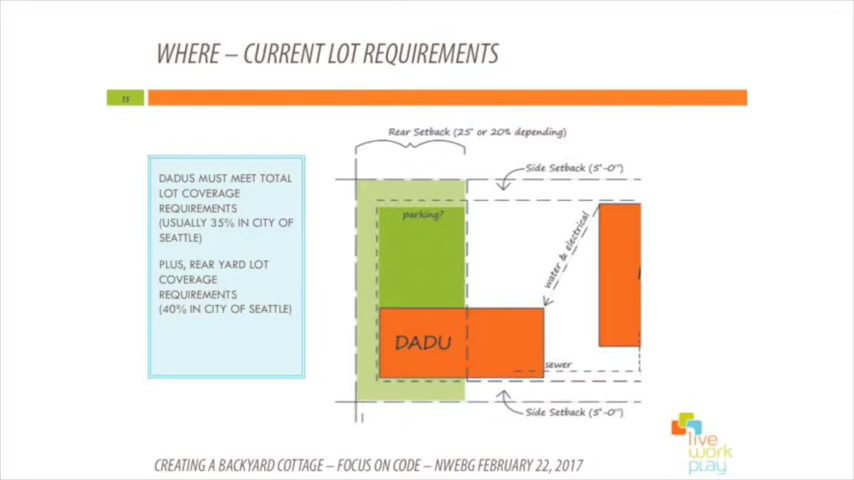 WHERE – CURRENT LOT REQUIREMENTS
15
Rear Setback (25' or 20% depending)
Side Setback (5'-0")
DADUS MUST MEET TOTAL
LOT COVERAGE
REQUIREMENTS
(USUALLY 35% IN CITY OF
SEATTLE)
PLUS, REAR YARD LOT
COVERAGE
REQUIREMENTS
(40% IN CITY OF SEATTLE)
parking?
water & electrical
DADU
sewer
Side Setback (5'-0")
live
work
play
CREATING A BACKYARD COTTAGE – FOCUS ON CODE – NWEBG FEBRUARY 22, 2017